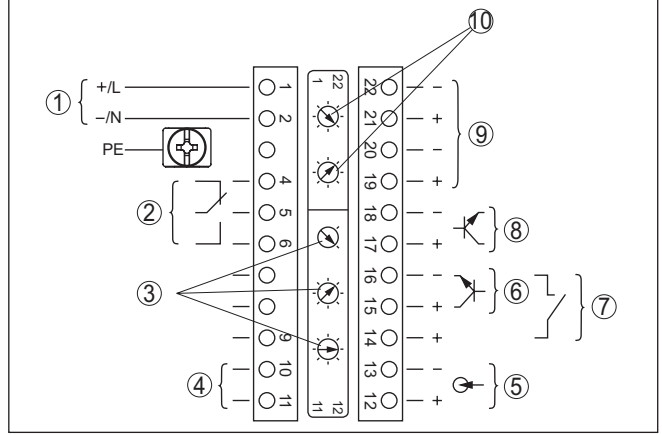 ⑩
1 22
① +/L 1 22 −
−/N 2 21 + ⑨
PE 20 −
4 19 +
② 5 18 − ⑧
6 17 +
③ 16 − ⑥ ⑦
15 +
9 14 +
④ 10 13 − ⑤
11 12 +
11 12